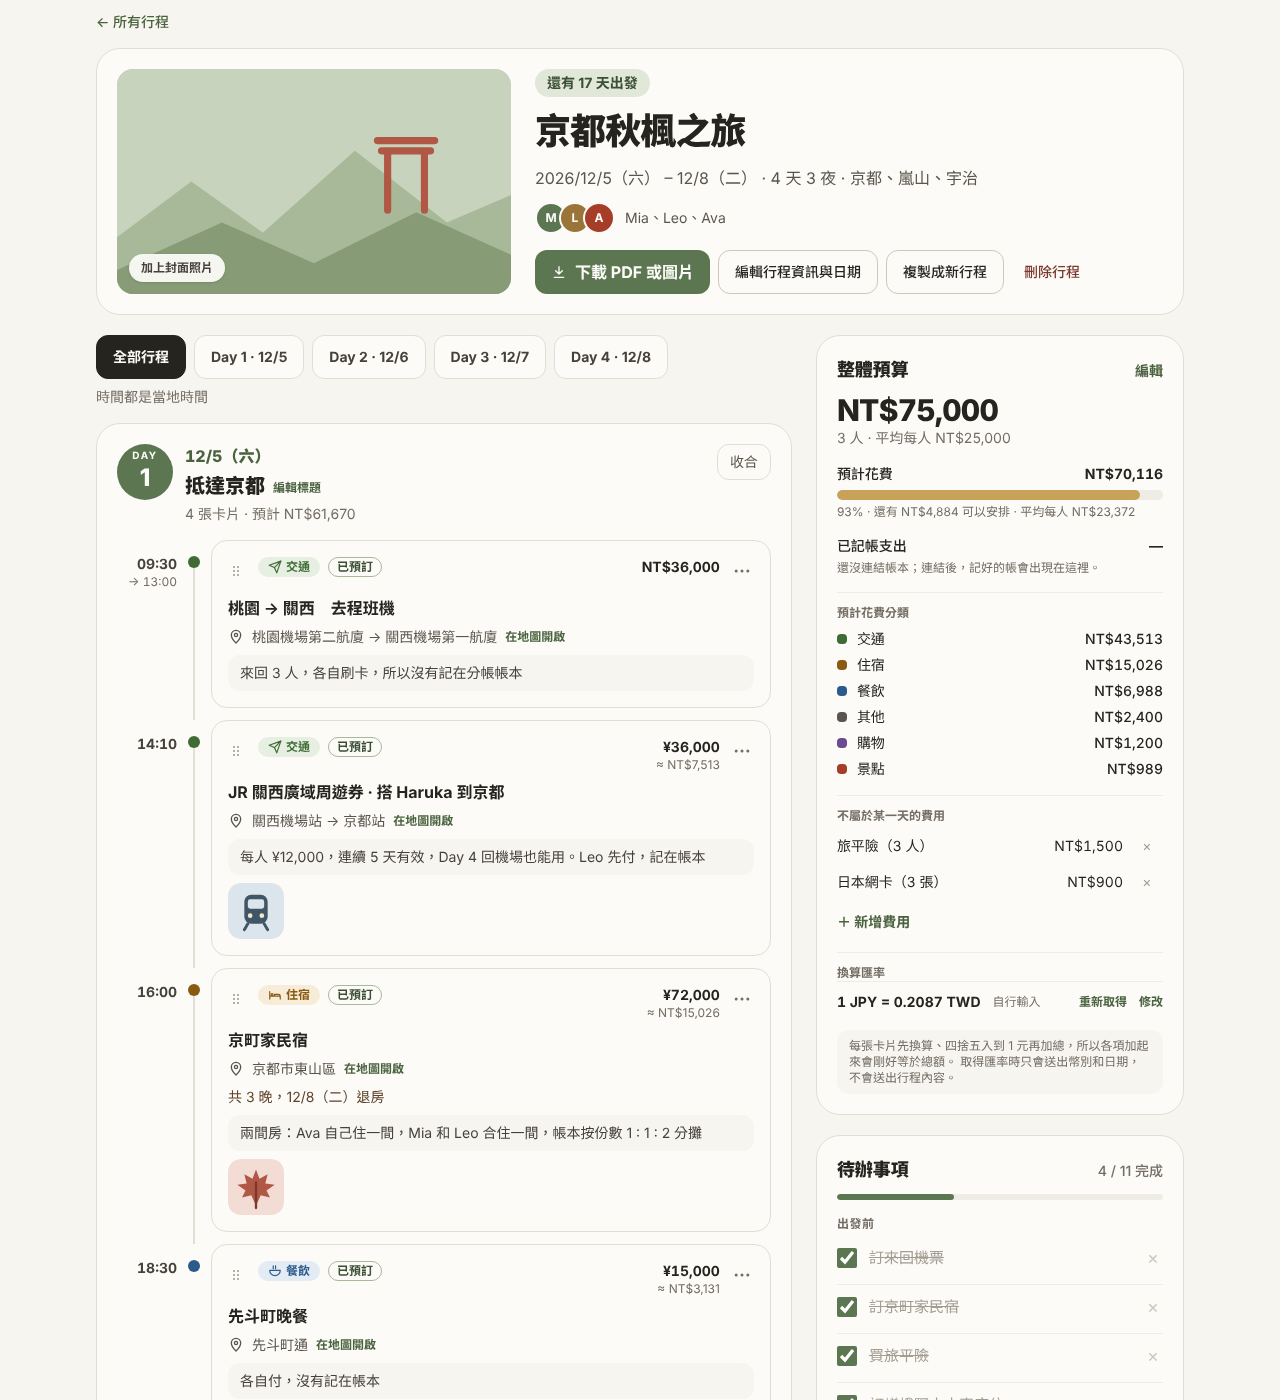 ← 所有行程
還有 17 天出發
京都秋楓之旅
2026/12/5（六） – 12/8（二） · 4 天 3 夜 · 京都、嵐山、宇治
M L A Mia、Leo、Ava
加上封面照片
下載 PDF 或圖片 編輯行程資訊與日期 複製成新行程 刪除行程
全部行程 Day 1 · 12/5 Day 2 · 12/6 Day 3 · 12/7 Day 4 · 12/8
時間都是當地時間
DAY 1
12/5（六）
抵達京都 編輯標題
4 張卡片 · 預計 NT$61,670
收合
09:30
→ 13:00
交通 已預訂 NT$36,000
桃園 → 關西　去程班機
桃園機場第二航廈 → 關西機場第一航廈 在地圖開啟
來回 3 人，各自刷卡，所以沒有記在分帳帳本
14:10
交通 已預訂 ¥36,000
≈ NT$7,513
JR 關西廣域周遊券 · 搭 Haruka 到京都
關西機場站 → 京都站 在地圖開啟
每人 ¥12,000，連續 5 天有效，Day 4 回機場也能用。Leo 先付，記在帳本
16:00
住宿 已預訂 ¥72,000
≈ NT$15,026
京町家民宿
京都市東山區 在地圖開啟
共 3 晚，12/8（二）退房
兩間房：Ava 自己住一間，Mia 和 Leo 合住一間，帳本按份數 1 : 1 : 2 分攤
18:30
餐飲 已預訂 ¥15,000
≈ NT$3,131
先斗町晚餐
先斗町通 在地圖開啟
各自付，沒有記在帳本
整體預算 編輯
NT$75,000
3 人 · 平均每人 NT$25,000
預計花費 NT$70,116
93% · 還有 NT$4,884 可以安排 · 平均每人 NT$23,372
已記帳支出 —
還沒連結帳本；連結後，記好的帳會出現在這裡。
預計花費分類
交通 NT$43,513
住宿 NT$15,026
餐飲 NT$6,988
其他 NT$2,400
購物 NT$1,200
景點 NT$989
不屬於某一天的費用
旅平險（3 人） NT$1,500 ×
日本網卡（3 張） NT$900 ×
＋ 新增費用
換算匯率
1 JPY = 0.2087 TWD 自行輸入 重新取得 修改
每張卡片先換算、四捨五入到 1 元再加總，所以各項加起
來會剛好等於總額。 取得匯率時只會送出幣別和日期，
不會送出行程內容。
待辦事項 4 / 11 完成
出發前
訂來回機票 ×
訂京町家民宿 ×
買旅平險 ×